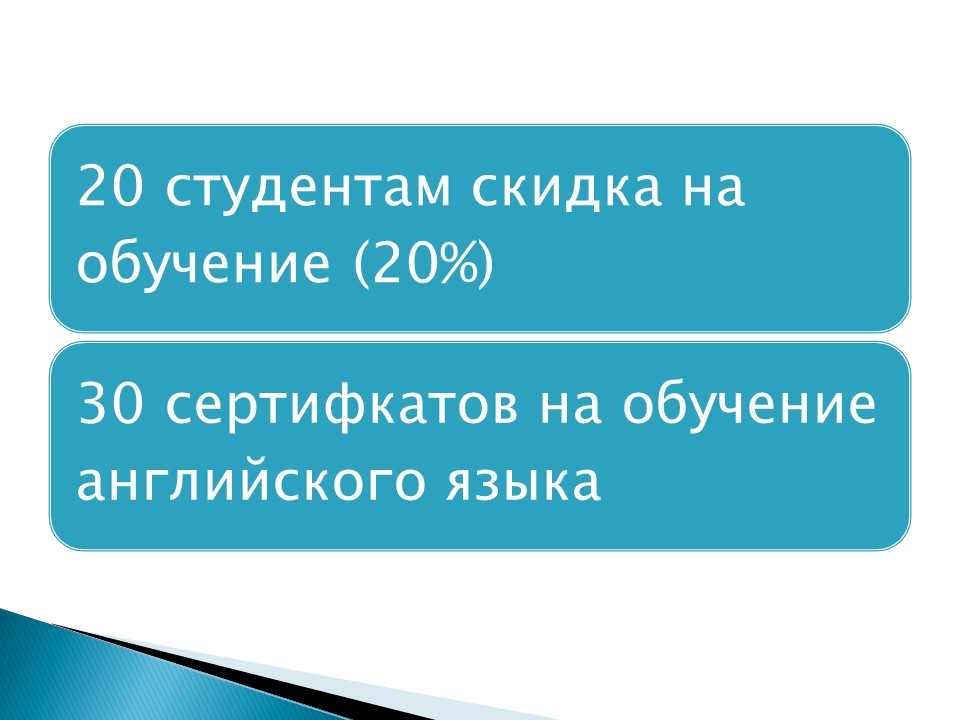 20 студентам скидка на
обучение (20%)
30 сертифкатов на обучение
английского языка